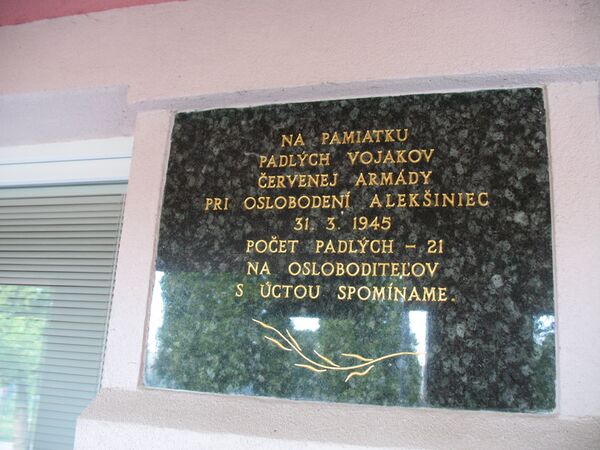 NA PAMIATKU
PADLÝCH VOJAKOV
ČERVENEJ ARMÁDY
PRI OSLOBODENÍ ALEKŠINIEC
31. 3. 1945
POČET PADLÝCH – 21
NA OSLOBODITEĽOV
S ÚCTOU SPOMÍNAME.